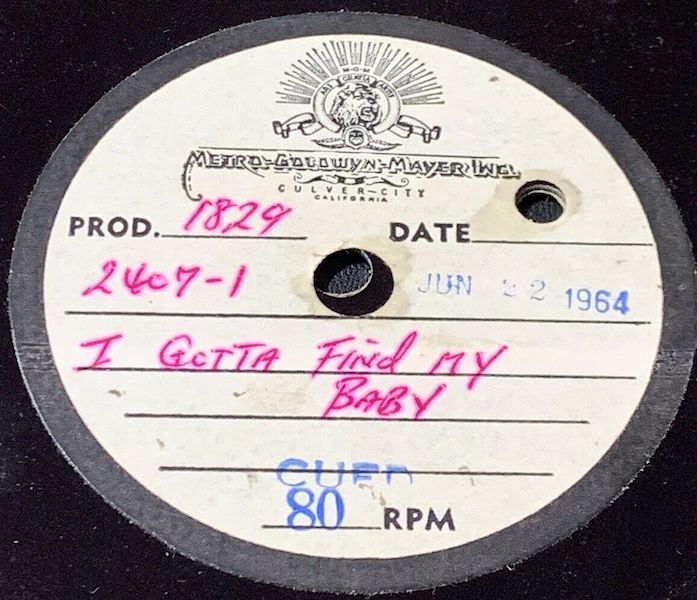 M-G-M
ARS GRATIA ARTIS
METRO-GOLDWYN-MAYER INC.
CULVER-CITY
CALIFORNIA
PROD. 1829 DATE
2407-1 JUN 22 1964
I GOTTA FIND MY
BABY
CUED
80 RPM